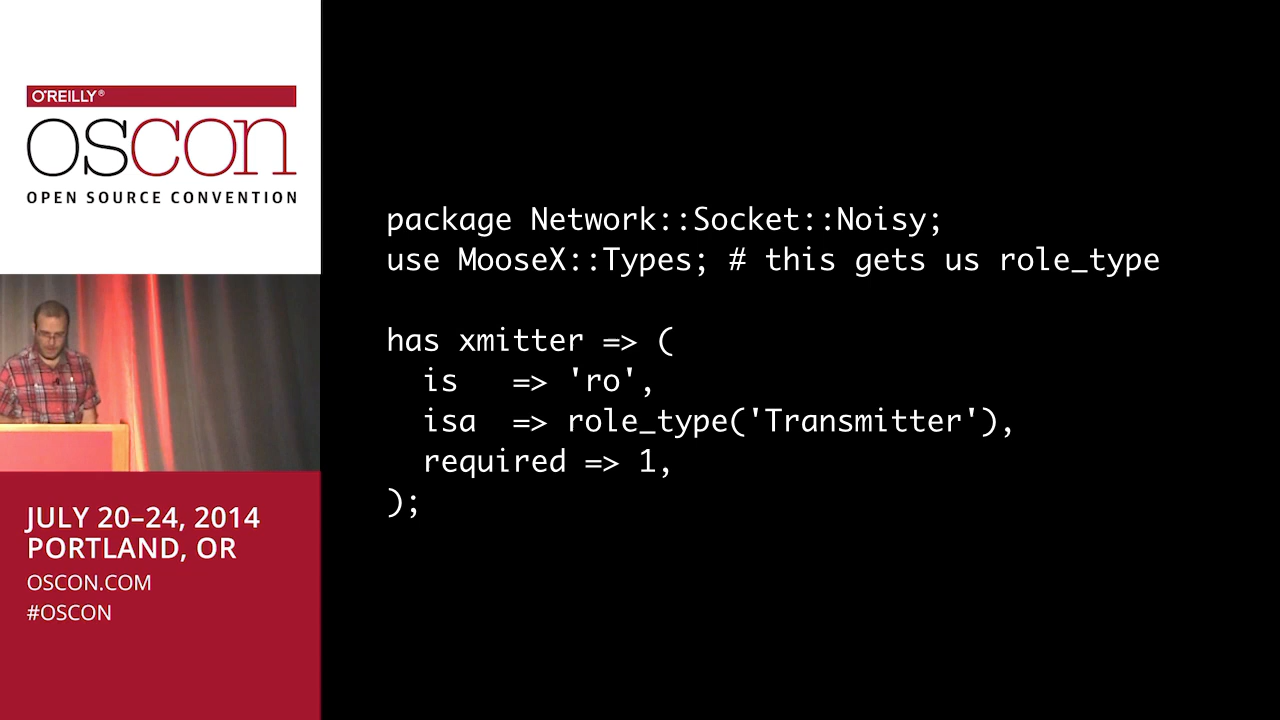 O'REILLY®
OSCON
OPEN SOURCE CONVENTION
JULY 20–24, 2014
PORTLAND, OR
OSCON.COM
#OSCON
package Network::Socket::Noisy;
use MooseX::Types; # this gets us role_type
has xmitter => (
  is   => 'ro',
  isa  => role_type('Transmitter'),
  required => 1,
);